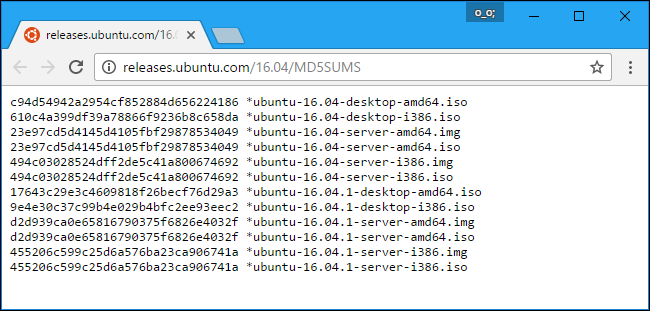 o_o;
releases.ubuntu.com/16.0
releases.ubuntu.com/16.04/MD5SUMS
c94d54942a2954cf852884d656224186 *ubuntu-16.04-desktop-amd64.iso
610c4a399df39a78866f9236b8c658da *ubuntu-16.04-desktop-i386.iso
23e97cd5d4145d4105fbf29878534049 *ubuntu-16.04-server-amd64.img
23e97cd5d4145d4105fbf29878534049 *ubuntu-16.04-server-amd64.iso
494c03028524dff2de5c41a800674692 *ubuntu-16.04-server-i386.img
494c03028524dff2de5c41a800674692 *ubuntu-16.04-server-i386.iso
17643c29e3c4609818f26becf76d29a3 *ubuntu-16.04.1-desktop-amd64.iso
9e4e30c37c99b4e029b4bfc2ee93eec2 *ubuntu-16.04.1-desktop-i386.iso
d2d939ca0e65816790375f6826e4032f *ubuntu-16.04.1-server-amd64.img
d2d939ca0e65816790375f6826e4032f *ubuntu-16.04.1-server-amd64.iso
455206c599c25d6a576ba23ca906741a *ubuntu-16.04.1-server-i386.img
455206c599c25d6a576ba23ca906741a *ubuntu-16.04.1-server-i386.iso